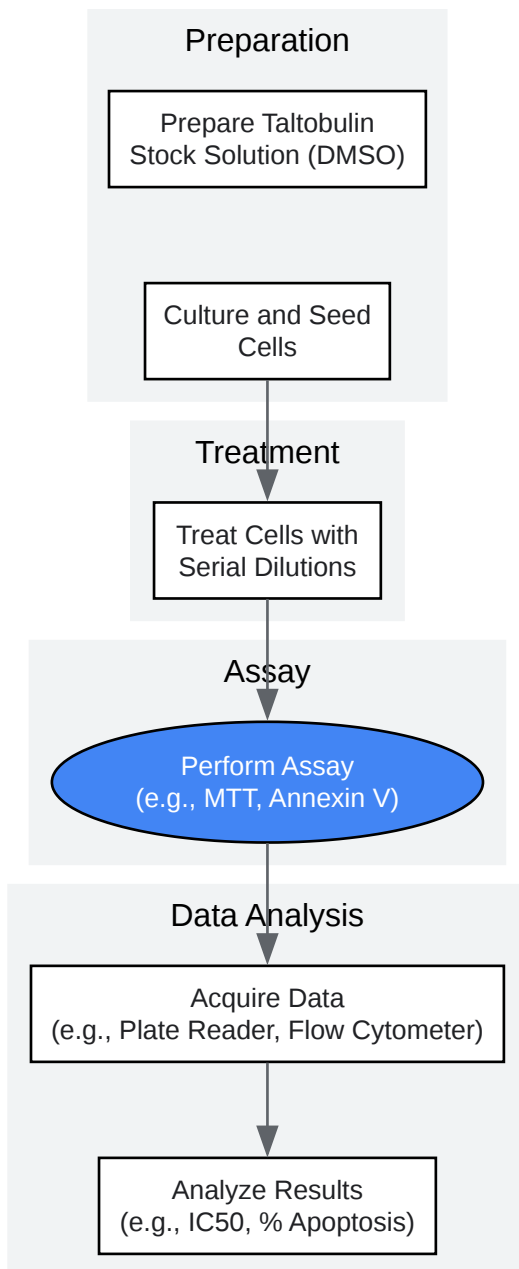 Preparation
Prepare Taltobulin
Stock Solution (DMSO)
Culture and Seed
Cells
Treatment
Treat Cells with
Serial Dilutions
Assay
Perform Assay
(e.g., MTT, Annexin V)
Data Analysis
Acquire Data
(e.g., Plate Reader, Flow Cytometer)
Analyze Results
(e.g., IC50, % Apoptosis)